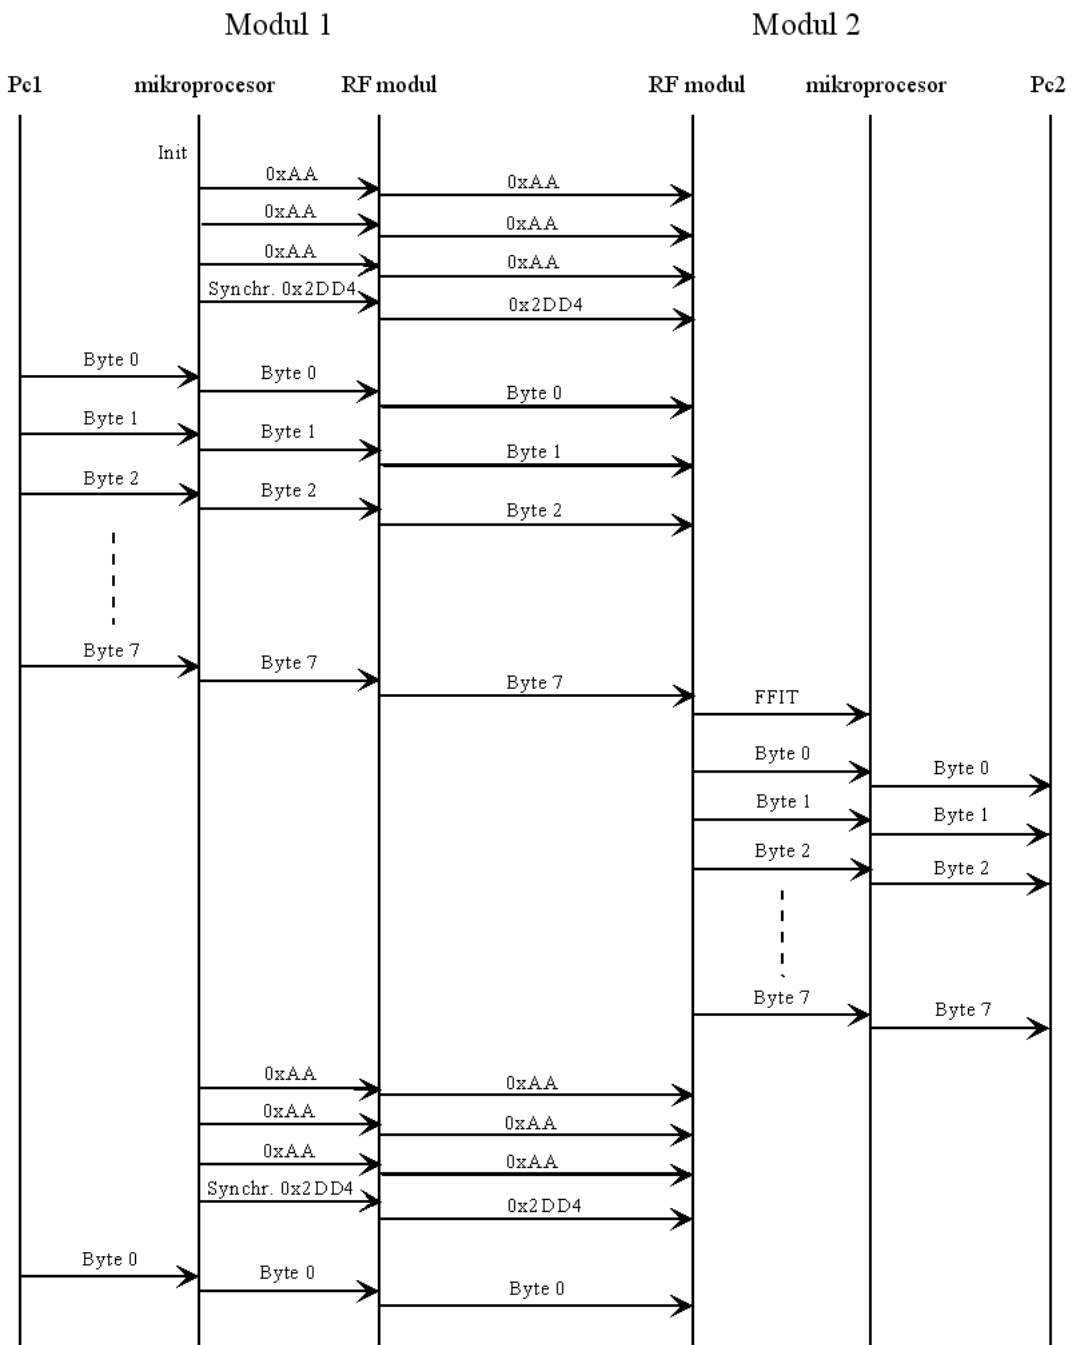 Modul 1 Modul 2
Pc1 mikroprocesor RF modul RF modul mikroprocesor Pc2
Init
0xAA 0xAA
0xAA 0xAA
0xAA 0xAA
Synchr. 0x2DD4 0x2DD4
Byte 0 Byte 0 Byte 0
Byte 1 Byte 1 Byte 1
Byte 2 Byte 2 Byte 2
Byte 7 Byte 7 Byte 7
FFIT
Byte 0 Byte 0
Byte 1 Byte 1
Byte 2 Byte 2
Byte 7 Byte 7
0xAA 0xAA
0xAA 0xAA
0xAA 0xAA
Synchr. 0x2DD4 0x2DD4
Byte 0 Byte 0 Byte 0